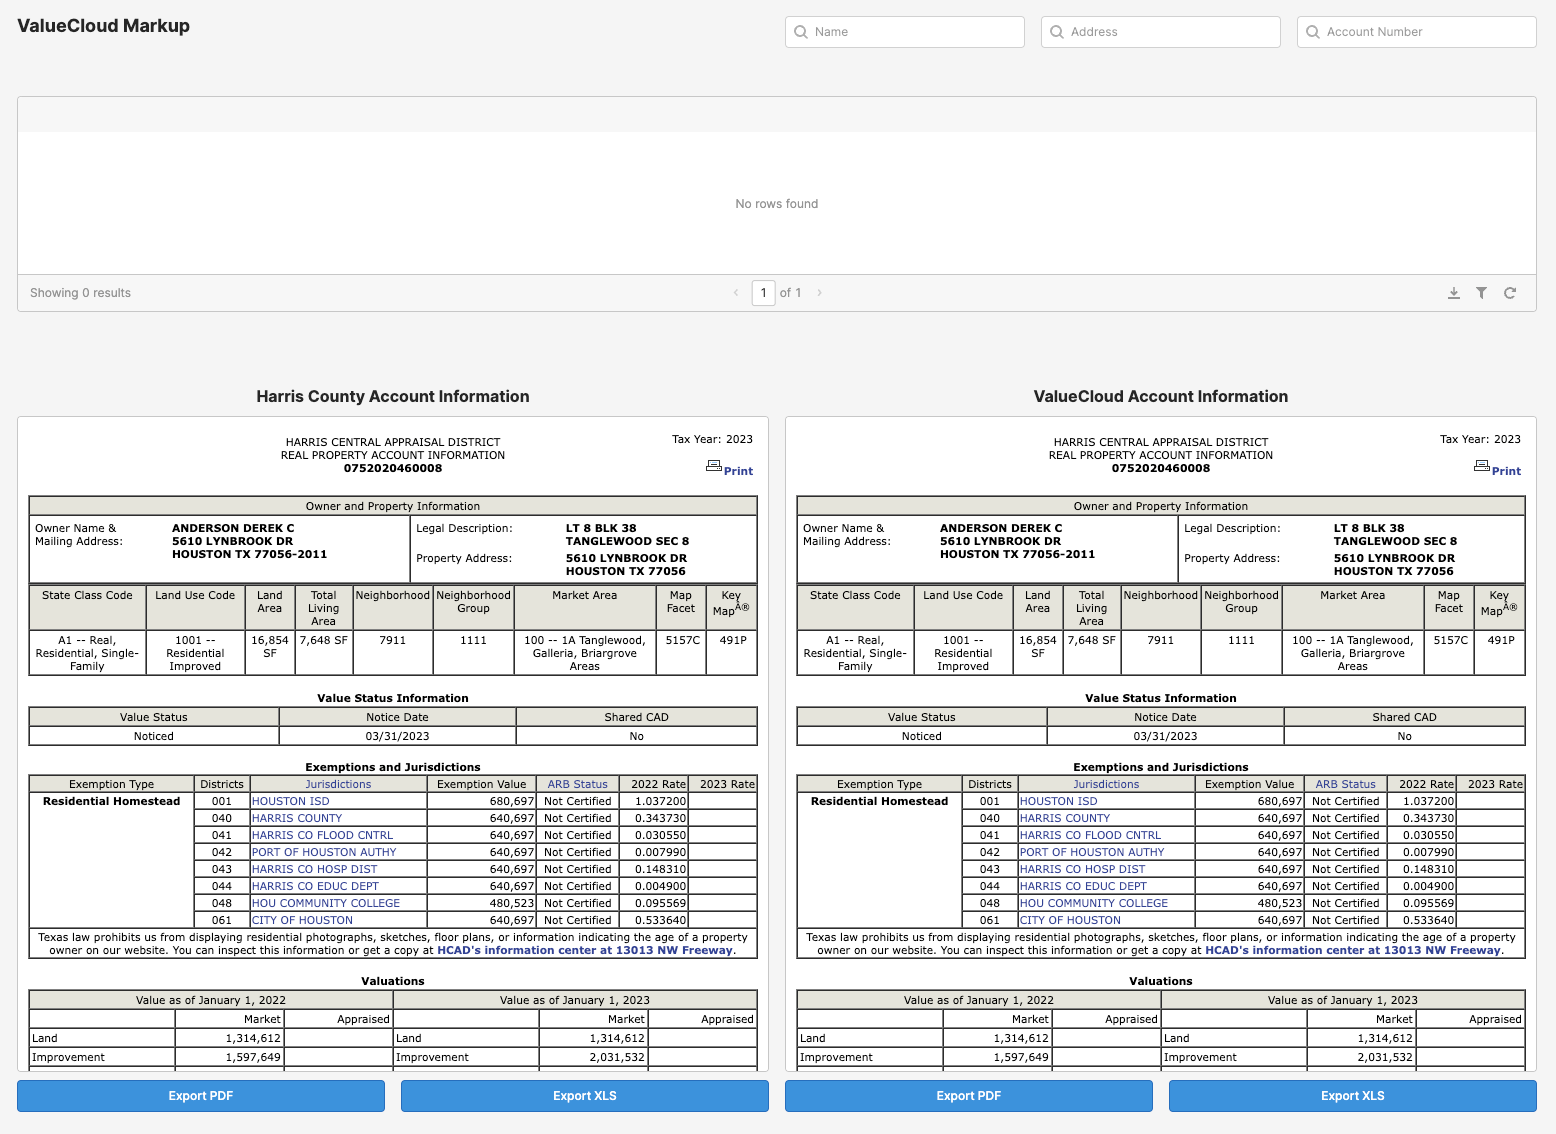 ValueCloud Markup
Name
Address
Account Number
No rows found
Showing 0 results
1 of 1
Harris County Account Information
HARRIS CENTRAL APPRAISAL DISTRICT
REAL PROPERTY ACCOUNT INFORMATION
0752020460008
Tax Year: 2023
Print
Owner and Property Information
Owner Name &
Mailing Address:
ANDERSON DEREK C
5610 LYNBROOK DR
HOUSTON TX 77056-2011
Legal Description:
LT 8 BLK 38
TANGLEWOOD SEC 8
Property Address:
5610 LYNBROOK DR
HOUSTON TX 77056
State Class Code Land Use Code Land Area Total Living Area Neighborhood Neighborhood Group Market Area Map Facet Key Map®
A1 -- Real, Residential, Single-Family 1001 -- Residential Improved 16,854 SF 7,648 SF 7911 1111 100 -- 1A Tanglewood, Galleria, Briargrove Areas 5157C 491P
Value Status Information
Value Status Notice Date Shared CAD
Noticed 03/31/2023 No
Exemptions and Jurisdictions
Exemption Type Districts Jurisdictions Exemption Value ARB Status 2022 Rate 2023 Rate
Residential Homestead 001 HOUSTON ISD 680,697 Not Certified 1.037200
040 HARRIS COUNTY 640,697 Not Certified 0.343730
041 HARRIS CO FLOOD CNTRL 640,697 Not Certified 0.030550
042 PORT OF HOUSTON AUTHY 640,697 Not Certified 0.007990
043 HARRIS CO HOSP DIST 640,697 Not Certified 0.148310
044 HARRIS CO EDUC DEPT 640,697 Not Certified 0.004900
048 HOU COMMUNITY COLLEGE 480,523 Not Certified 0.095569
061 CITY OF HOUSTON 640,697 Not Certified 0.533640
Texas law prohibits us from displaying residential photographs, sketches, floor plans, or information indicating the age of a property
owner on our website. You can inspect this information or get a copy at HCAD's information center at 13013 NW Freeway.
Valuations
Value as of January 1, 2022 Value as of January 1, 2023
Market Appraised Market Appraised
Land 1,314,612 Land 1,314,612
Improvement 1,597,649 Improvement 2,031,532
Export PDF
Export XLS
ValueCloud Account Information
HARRIS CENTRAL APPRAISAL DISTRICT
REAL PROPERTY ACCOUNT INFORMATION
0752020460008
Tax Year: 2023
Print
Owner and Property Information
Owner Name &
Mailing Address:
ANDERSON DEREK C
5610 LYNBROOK DR
HOUSTON TX 77056-2011
Legal Description:
LT 8 BLK 38
TANGLEWOOD SEC 8
Property Address:
5610 LYNBROOK DR
HOUSTON TX 77056
State Class Code Land Use Code Land Area Total Living Area Neighborhood Neighborhood Group Market Area Map Facet Key Map®
A1 -- Real, Residential, Single-Family 1001 -- Residential Improved 16,854 SF 7,648 SF 7911 1111 100 -- 1A Tanglewood, Galleria, Briargrove Areas 5157C 491P
Value Status Information
Value Status Notice Date Shared CAD
Noticed 03/31/2023 No
Exemptions and Jurisdictions
Exemption Type Districts Jurisdictions Exemption Value ARB Status 2022 Rate 2023 Rate
Residential Homestead 001 HOUSTON ISD 680,697 Not Certified 1.037200
040 HARRIS COUNTY 640,697 Not Certified 0.343730
041 HARRIS CO FLOOD CNTRL 640,697 Not Certified 0.030550
042 PORT OF HOUSTON AUTHY 640,697 Not Certified 0.007990
043 HARRIS CO HOSP DIST 640,697 Not Certified 0.148310
044 HARRIS CO EDUC DEPT 640,697 Not Certified 0.004900
048 HOU COMMUNITY COLLEGE 480,523 Not Certified 0.095569
061 CITY OF HOUSTON 640,697 Not Certified 0.533640
Texas law prohibits us from displaying residential photographs, sketches, floor plans, or information indicating the age of a property
owner on our website. You can inspect this information or get a copy at HCAD's information center at 13013 NW Freeway.
Valuations
Value as of January 1, 2022 Value as of January 1, 2023
Market Appraised Market Appraised
Land 1,314,612 Land 1,314,612
Improvement 1,597,649 Improvement 2,031,532
Export PDF
Export XLS